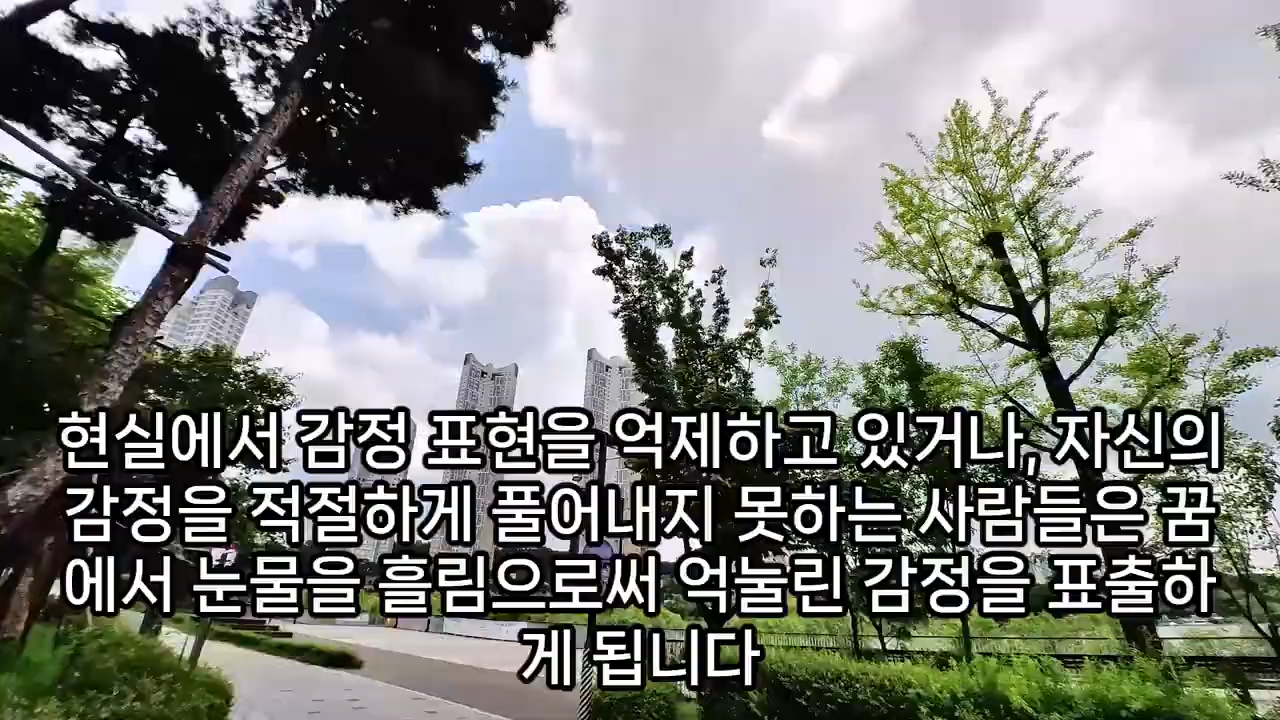 현실에서 감정 표현을 억제하고 있거나, 자신의
감정을 적절하게 풀어내지 못하는 사람들은 꿈
에서 눈물을 흘림으로써 억눌린 감정을 표출하
게 됩니다